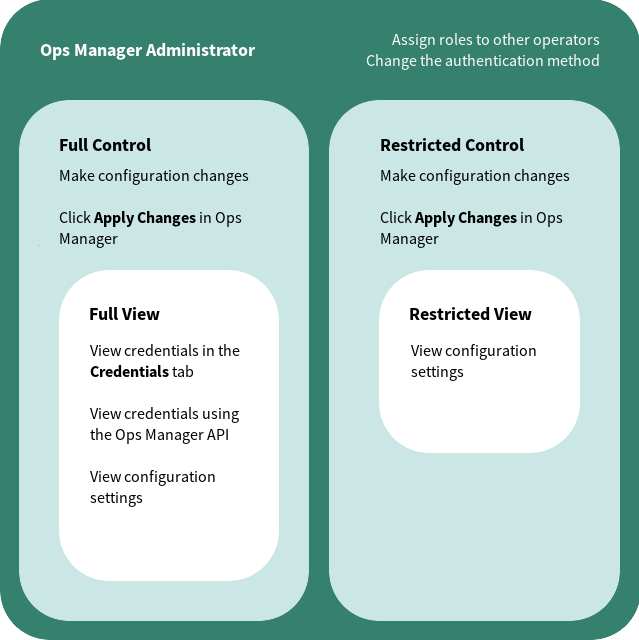 Ops Manager Administrator
Assign roles to other operators
Change the authentication method
Full Control
Make configuration changes
Click Apply Changes in Ops
Manager
Full View
View credentials in the
Credentials tab
View credentials using
the Ops Manager API
View configuration
settings
Restricted Control
Make configuration changes
Click Apply Changes in Ops
Manager
Restricted View
View configuration
settings